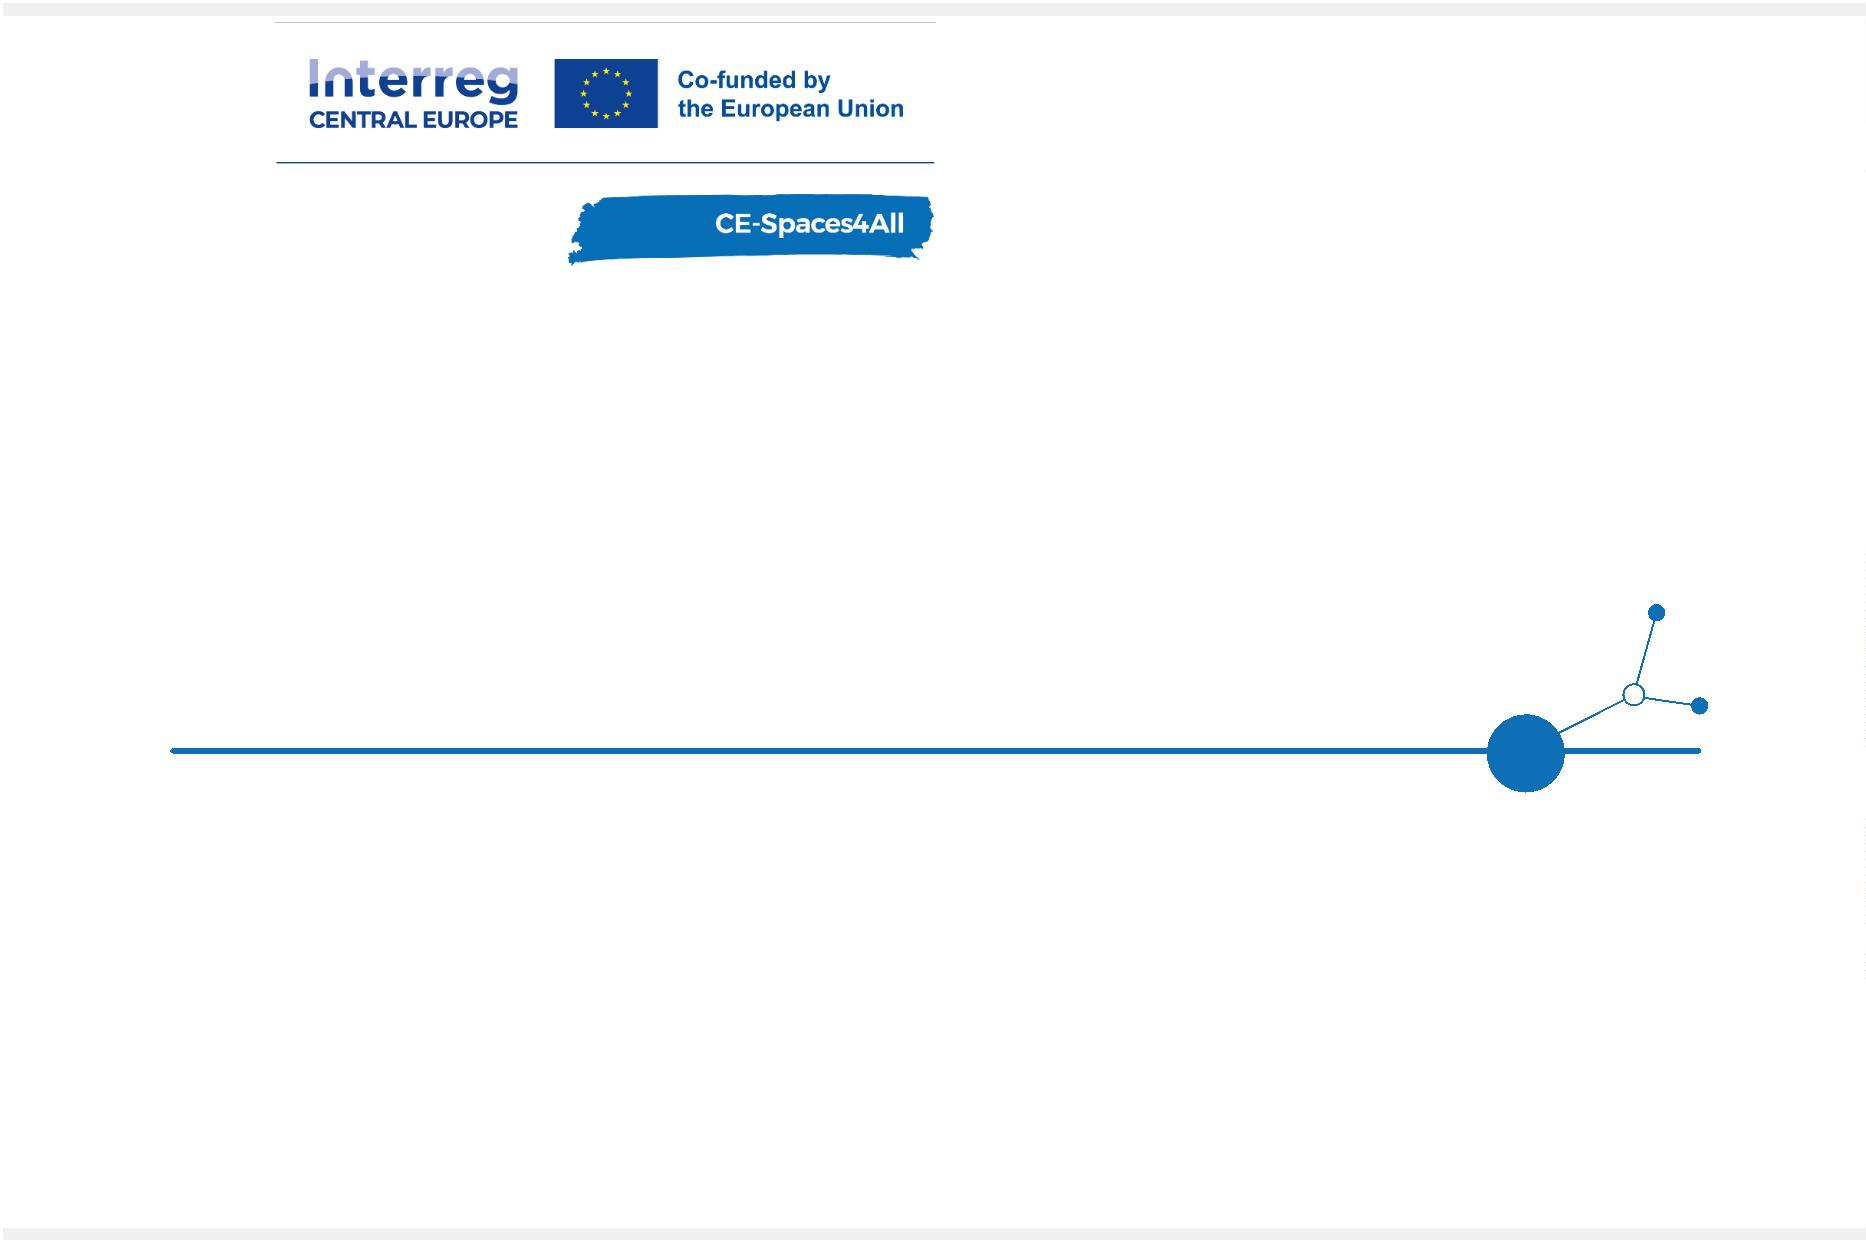 Interreg
CENTRAL EUROPE
Co-funded by
the European Union
CE-Spaces4All